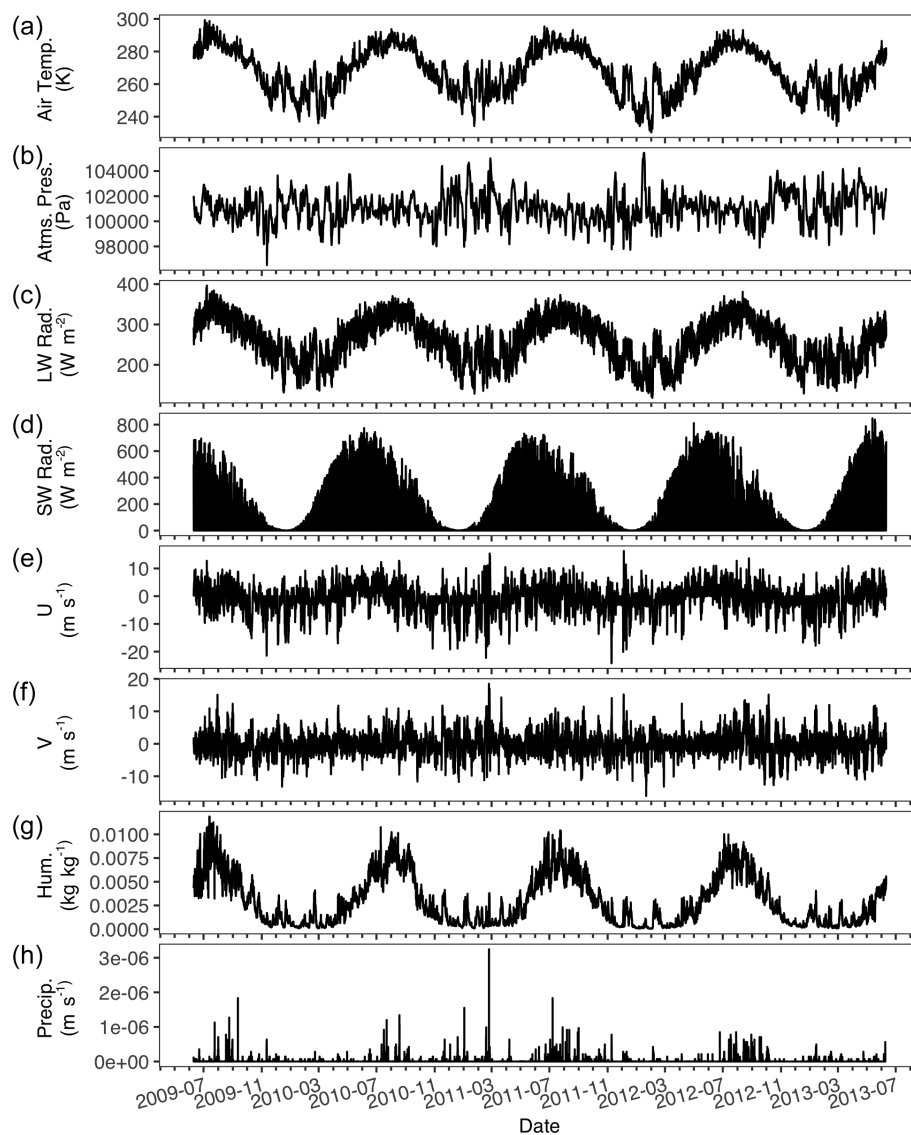 (a)
Air Temp.
(K)
300
280
260
240
(b)
Atms. Pres.
(Pa)
104000
102000
100000
98000
(c)
LW Rad.
(W m-2)
400
300
200
(d)
SW Rad.
(W m-2)
800
600
400
200
0
(e)
U
(m s-1)
10
0
-10
-20
(f)
V
(m s-1)
20
10
0
-10
(g)
Hum.
(kg kg-1)
0.0100
0.0075
0.0050
0.0025
0.0000
(h)
Precip.
(m s-1)
3e-06
2e-06
1e-06
0e+00
2009-07 2009-11 2010-03 2010-07 2010-11 2011-03 2011-07 2011-11 2012-03 2012-07 2012-11 2013-03 2013-07
Date